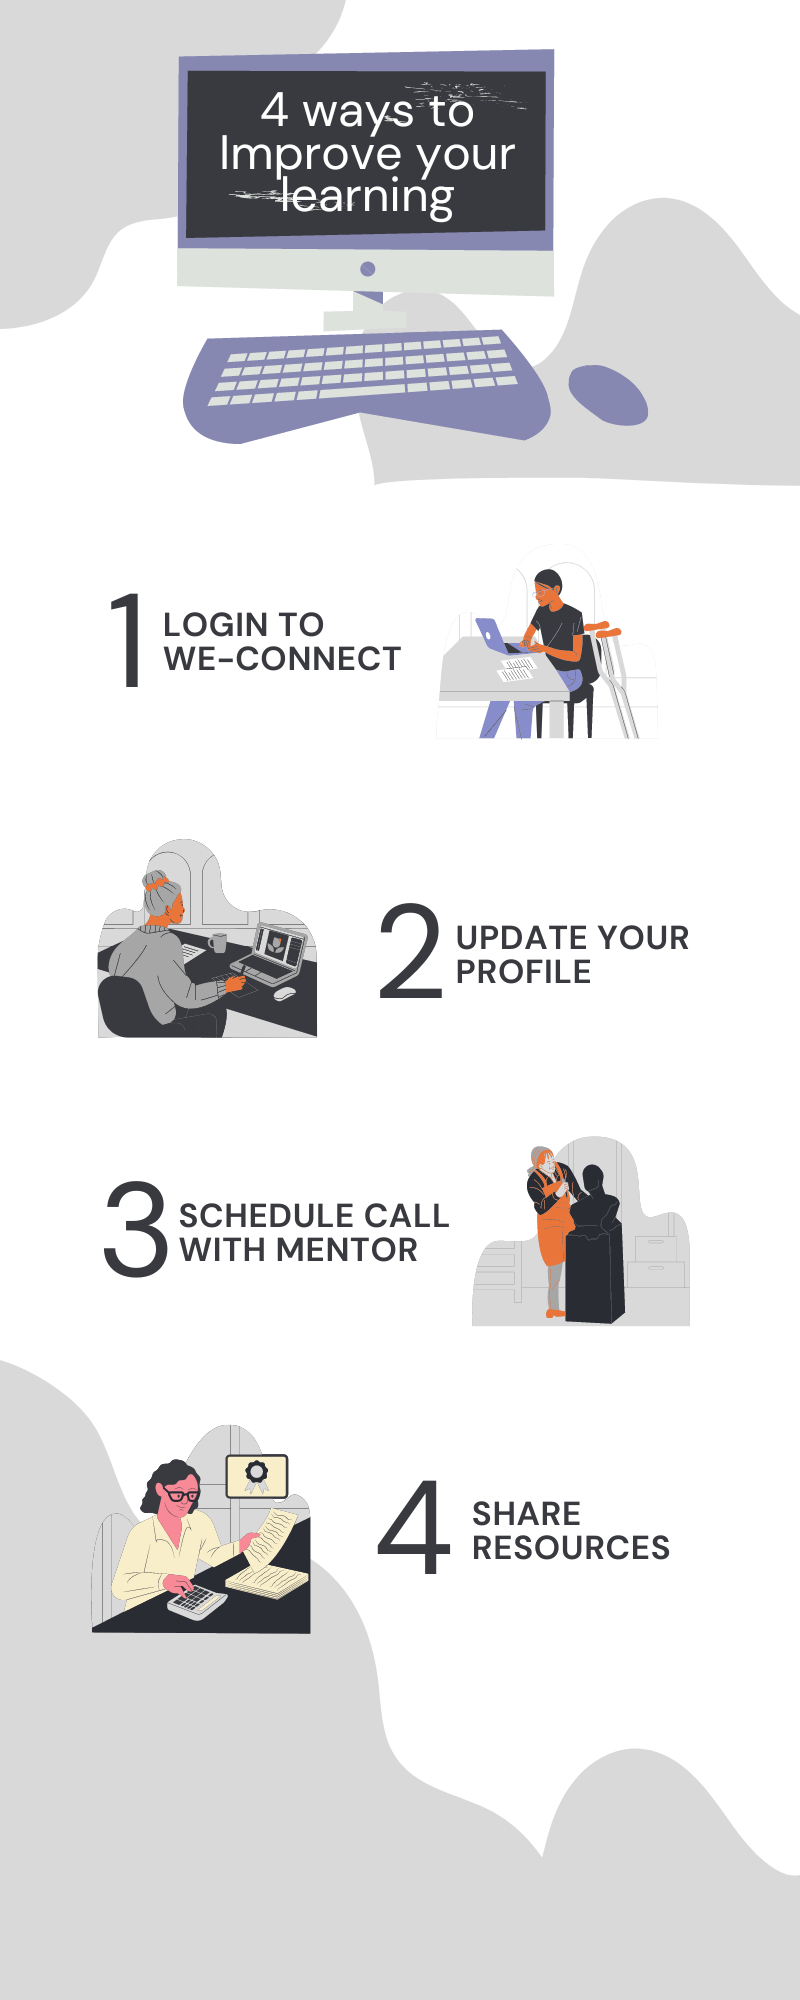 4 ways to
Improve your
learning
1
LOGIN TO
WE-CONNECT
2
UPDATE YOUR
PROFILE
3
SCHEDULE CALL
WITH MENTOR
4
SHARE
RESOURCES